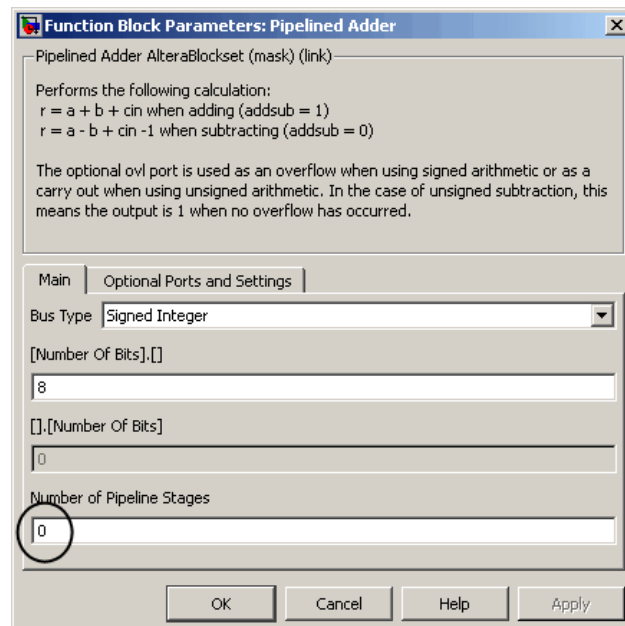 Function Block Parameters: Pipelined Adder
Pipelined Adder AlteraBlockset (mask) (link)
Performs the following calculation:
r = a + b + cin when adding (addsub = 1)
r = a - b + cin -1 when subtracting (addsub = 0)
The optional ovl port is used as an overflow when using signed arithmetic or as a
carry out when using unsigned arithmetic. In the case of unsigned subtraction, this
means the output is 1 when no overflow has occurred.
Main Optional Ports and Settings
Bus Type Signed Integer
[Number Of Bits].[]
8
[].[Number Of Bits]
0
Number of Pipeline Stages
0
OK Cancel Help Apply